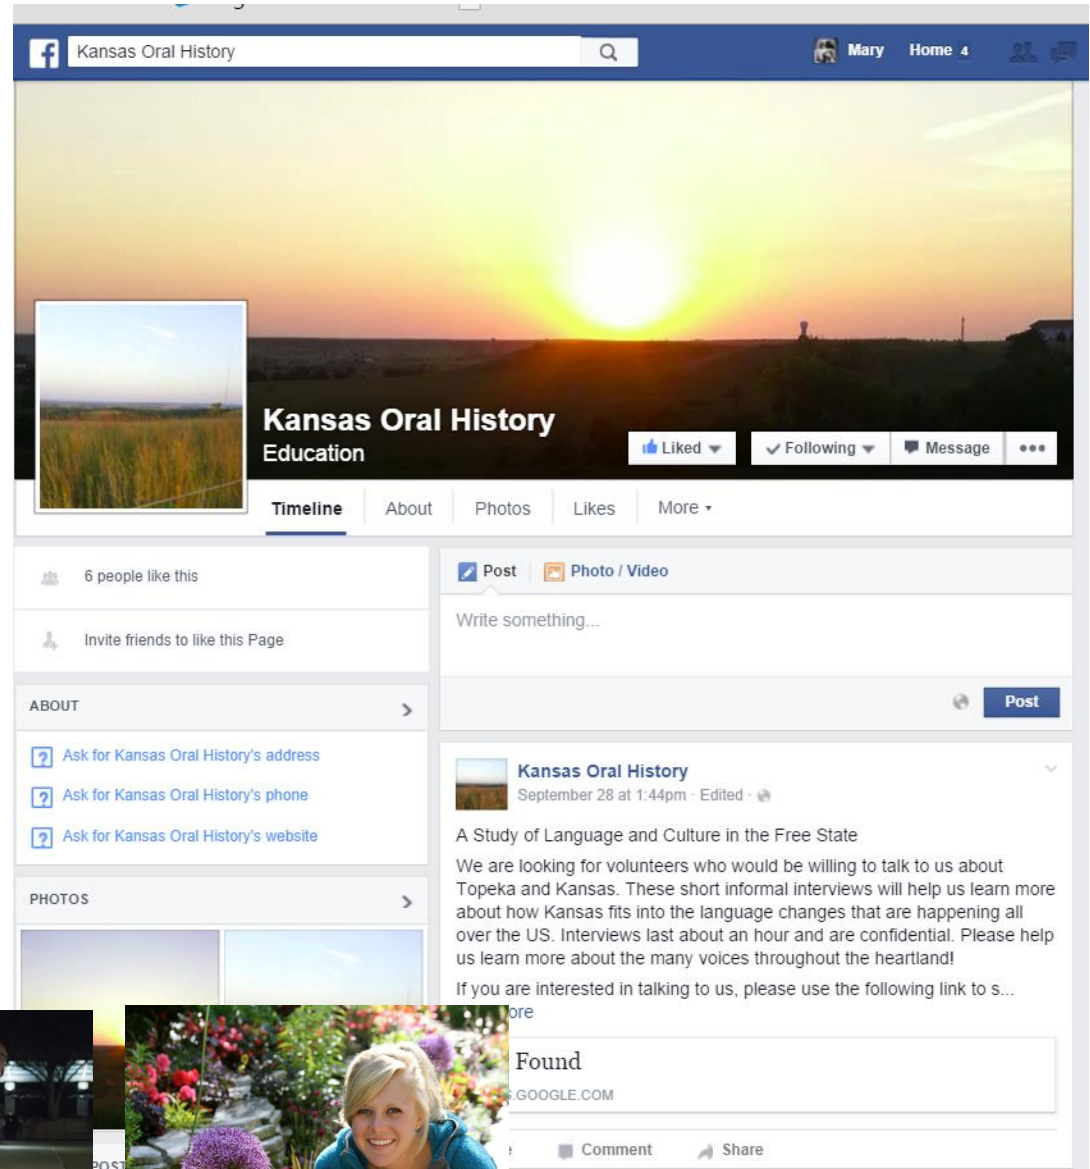 Kansas Oral History
Mary Home 4
Kansas Oral History
Education
Liked
Following
Message
Timeline
About
Photos
Likes
More
6 people like this
Invite friends to like this Page
ABOUT
Ask for Kansas Oral History's address
Ask for Kansas Oral History's phone
Ask for Kansas Oral History's website
PHOTOS
Post
Photo / Video
Write something...
Post
Kansas Oral History
September 28 at 1:44pm · Edited ·
A Study of Language and Culture in the Free State
We are looking for volunteers who would be willing to talk to us about
Topeka and Kansas. These short informal interviews will help us learn more
about how Kansas fits into the language changes that are happening all
over the US. Interviews last about an hour and are confidential. Please help
us learn more about the many voices throughout the heartland!
If you are interested in talking to us, please use the following link to s...
ore
Found
.GOOGLE.COM
Comment
Share
POST